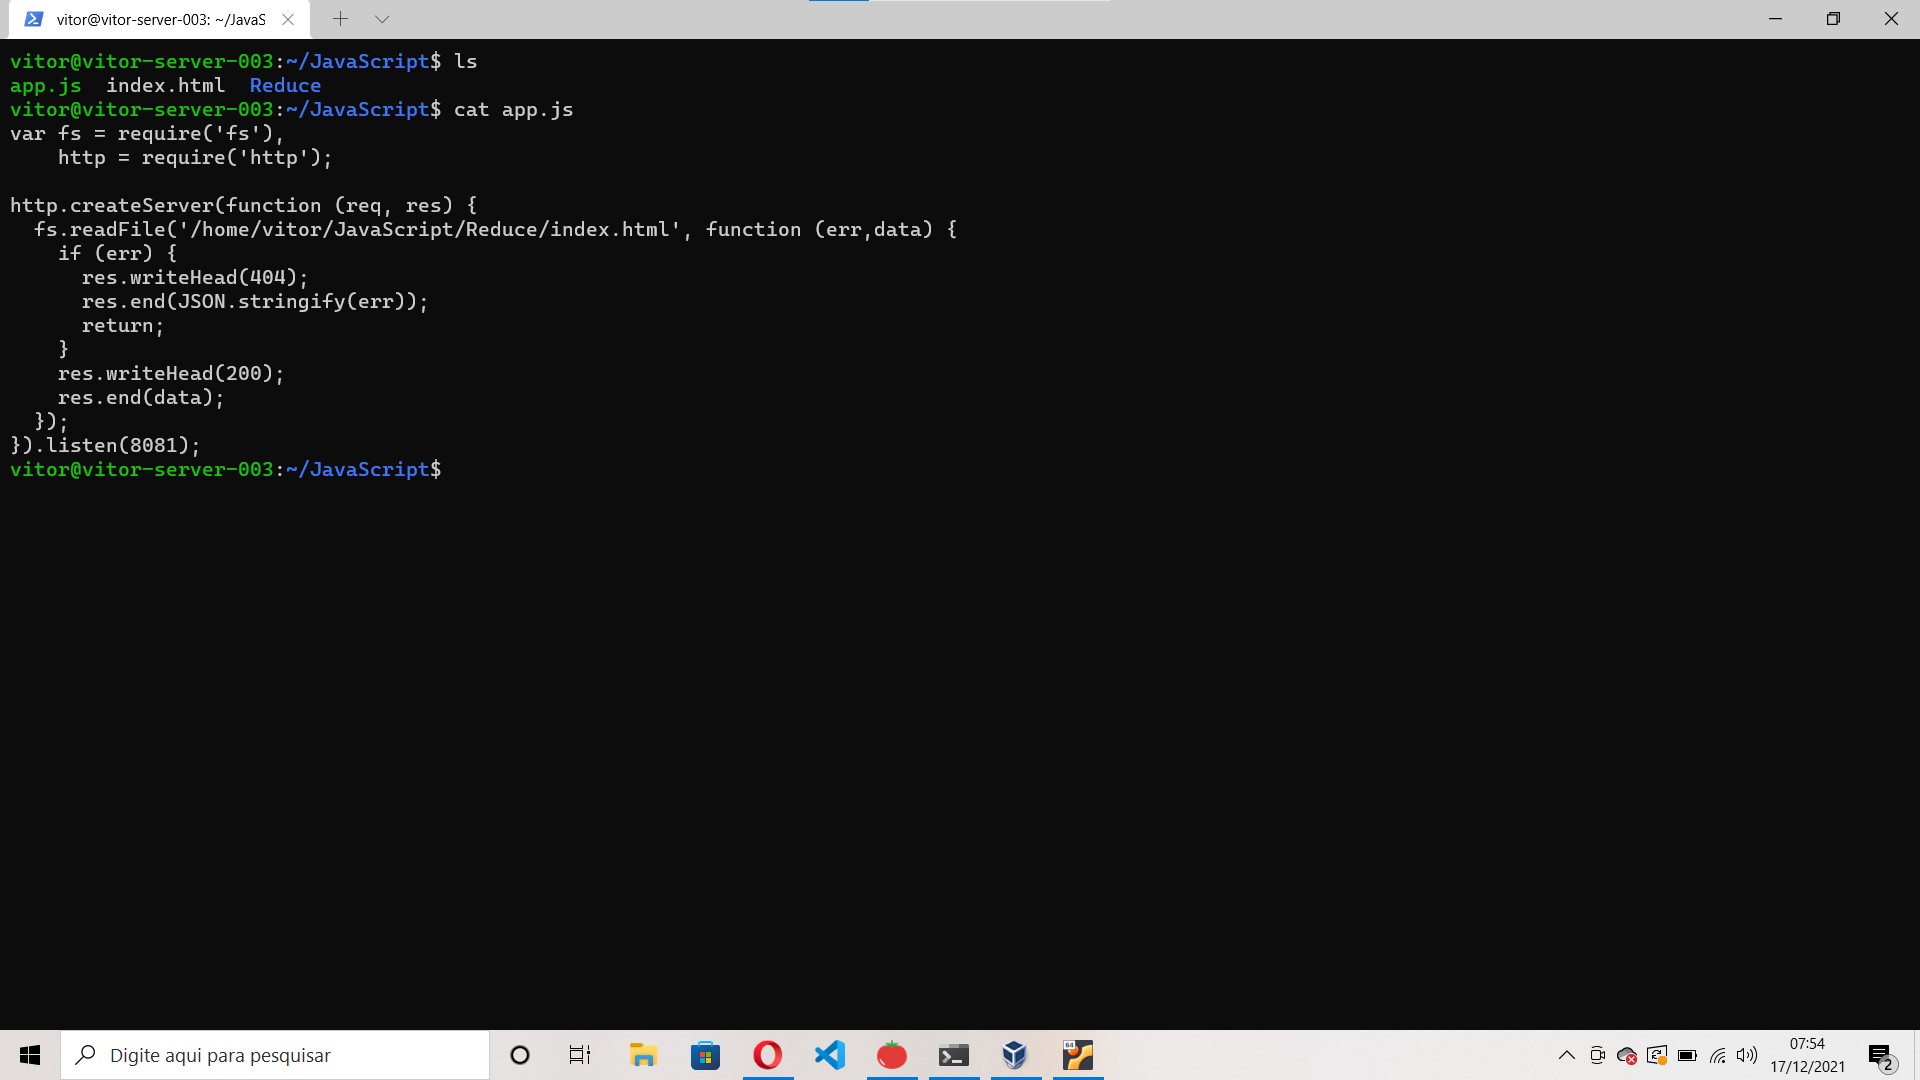 vitor@vitor-server-003: ~/JavaS
vitor@vitor-server-003:~/JavaScript$ ls
app.js  index.html  Reduce
vitor@vitor-server-003:~/JavaScript$ cat app.js
var fs = require('fs'),
    http = require('http');

http.createServer(function (req, res) {
  fs.readFile('/home/vitor/JavaScript/Reduce/index.html', function (err,data) {
    if (err) {
      res.writeHead(404);
      res.end(JSON.stringify(err));
      return;
    }
    res.writeHead(200);
    res.end(data);
  });
}).listen(8081);
vitor@vitor-server-003:~/JavaScript$
Digite aqui para pesquisar
64
07:54
17/12/2021
2